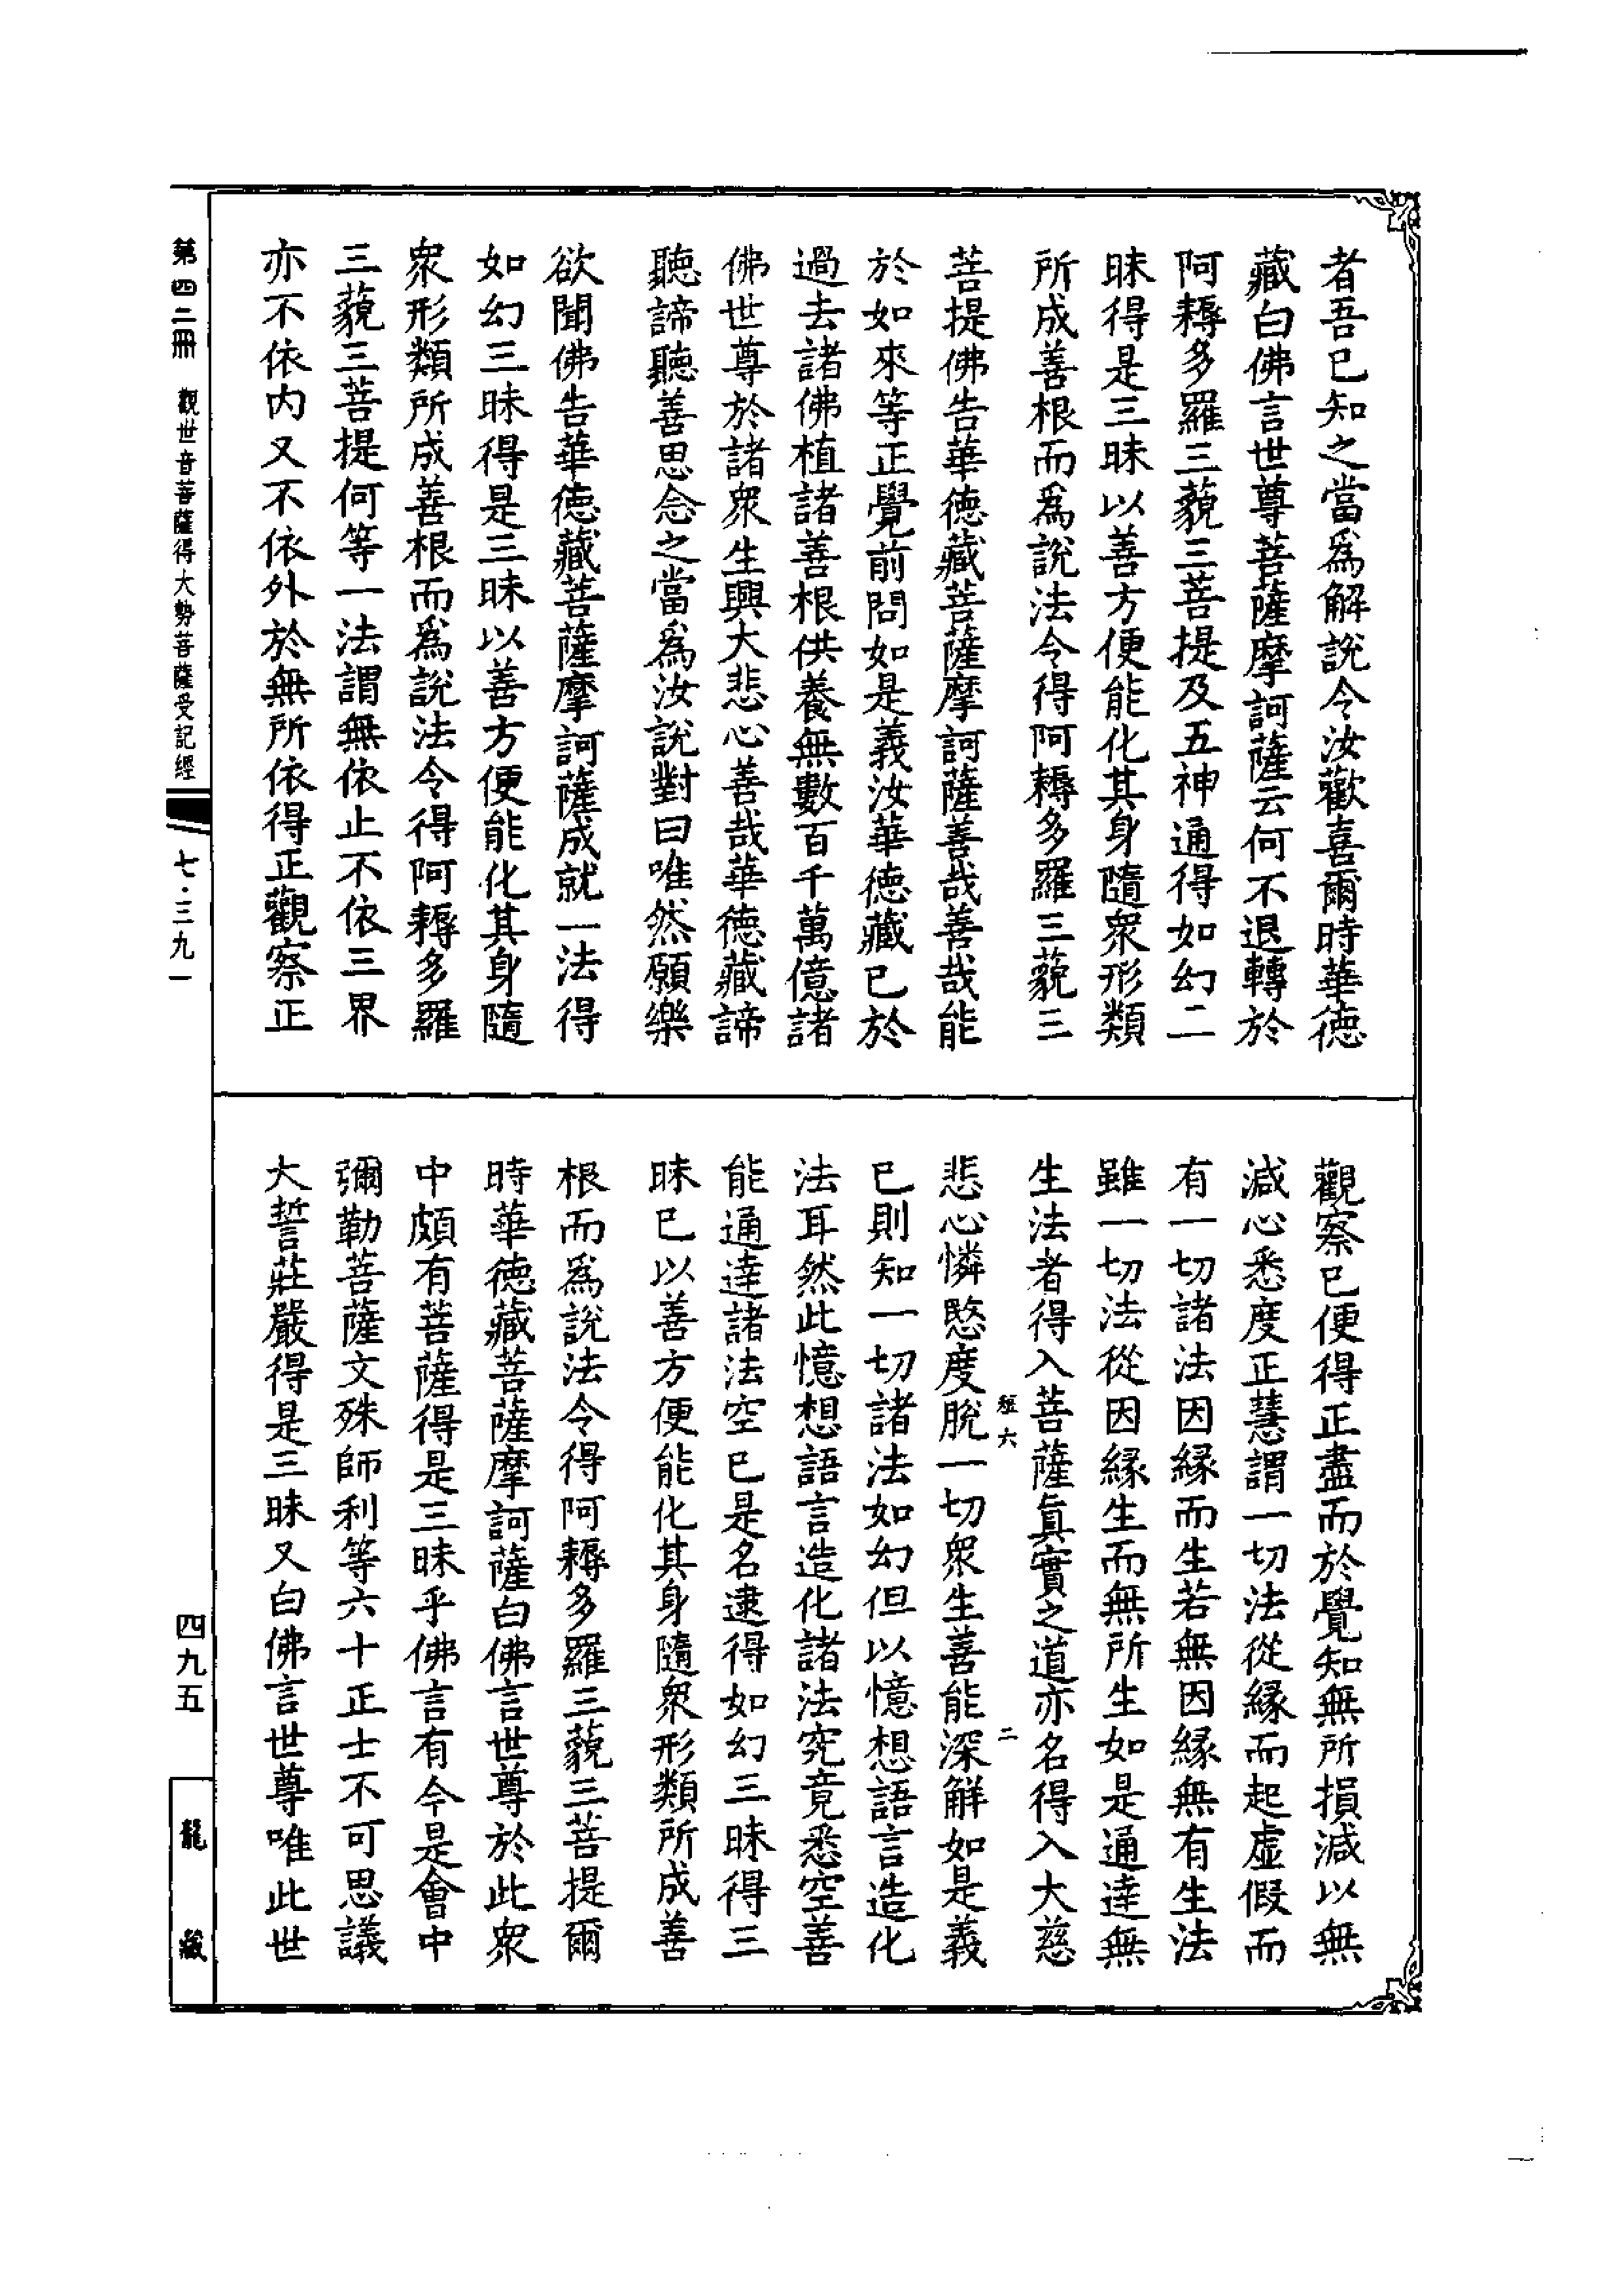 者吾已知之當爲解說令汝歡喜爾時華德
藏白佛言世尊菩薩摩訶薩云何不退轉於
阿耨多羅三藐三菩提及五神通得如幻三
昧得是三昧以善方便能化其身隨衆形類
所成善根而爲說法令得阿耨多羅三藐三
菩提佛告華德藏菩薩摩訶薩善哉善哉能
於如來等正覺前問如是義汝華德藏已於
過去諸佛植諸善根供養無數百千萬億諸
佛世尊於諸衆生興大悲心善哉華德藏諦
聽諦聽善思念之當爲汝說對曰唯然願樂
欲聞佛告華德藏菩薩摩訶薩成就一法得
如幻三昧得是三昧以善方便能化其身隨
衆形類所成善根而爲說法令得阿耨多羅
三藐三菩提何等一法謂無依止不依三界
亦不依内又不依外於無所依得正觀察正
觀察已便得正盡而於覺知無所損減以無
減心悉度正慧謂一切法從緣而起虛假而
有一切諸法因緣而生若無因緣無有生法
雖一切法從因緣生而無所生如是通達無
生法者得入菩薩眞實之道亦名得入大慈
經六 二
悲心憐愍度脫一切衆生善能深解如是義
已則知一切諸法如幻但以憶想語言造化
法耳然此憶想語言造化諸法究竟悉空善
能通達諸法空已是名逮得如幻三昧得三
昧已以善方便能化其身隨衆形類所成善
根而爲說法令得阿耨多羅三藐三菩提爾
時華德藏菩薩摩訶薩白佛言世尊於此衆
中頗有菩薩得是三昧乎佛言有今是會中
彌勒菩薩文殊師利等六十正士不可思議
大誓莊嚴得是三昧又白佛言世尊唯此世
第四二冊 觀世音菩薩得大勢菩薩受記經
七·三九一
四九五
龍藏